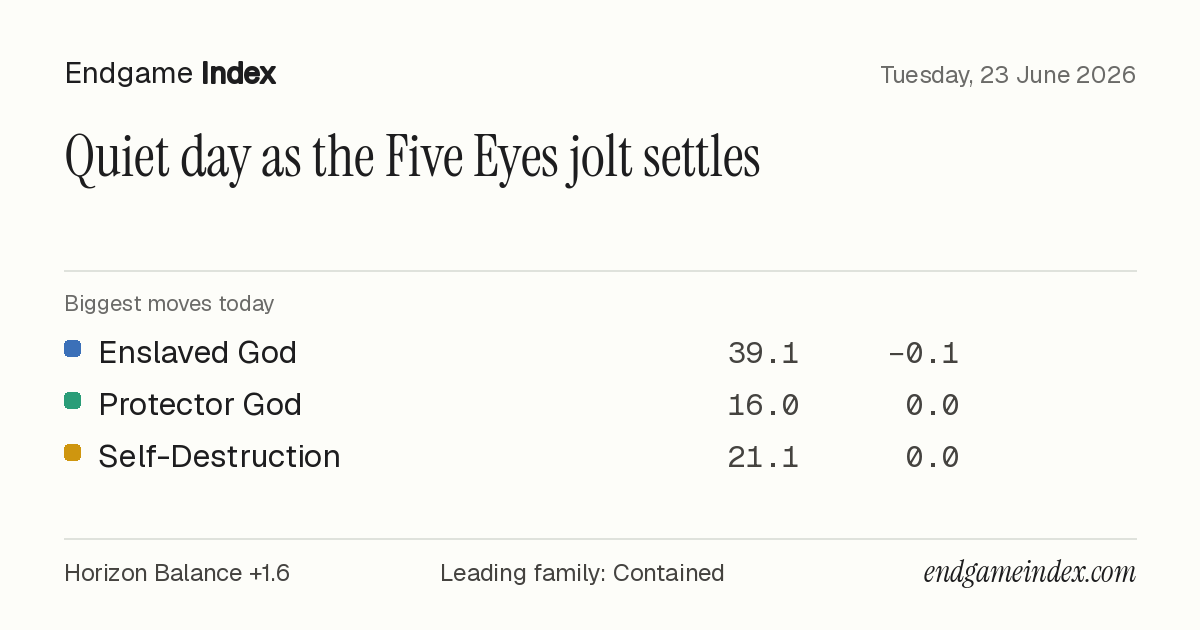 Endgame Index
Tuesday, 23 June 2026
Quiet day as the Five Eyes jolt settles
Biggest moves today
Enslaved God 39.1 −0.1
Protector God 16.0 0.0
Self-Destruction 21.1 0.0
Horizon Balance +1.6
Leading family: Contained
endgameindex.com